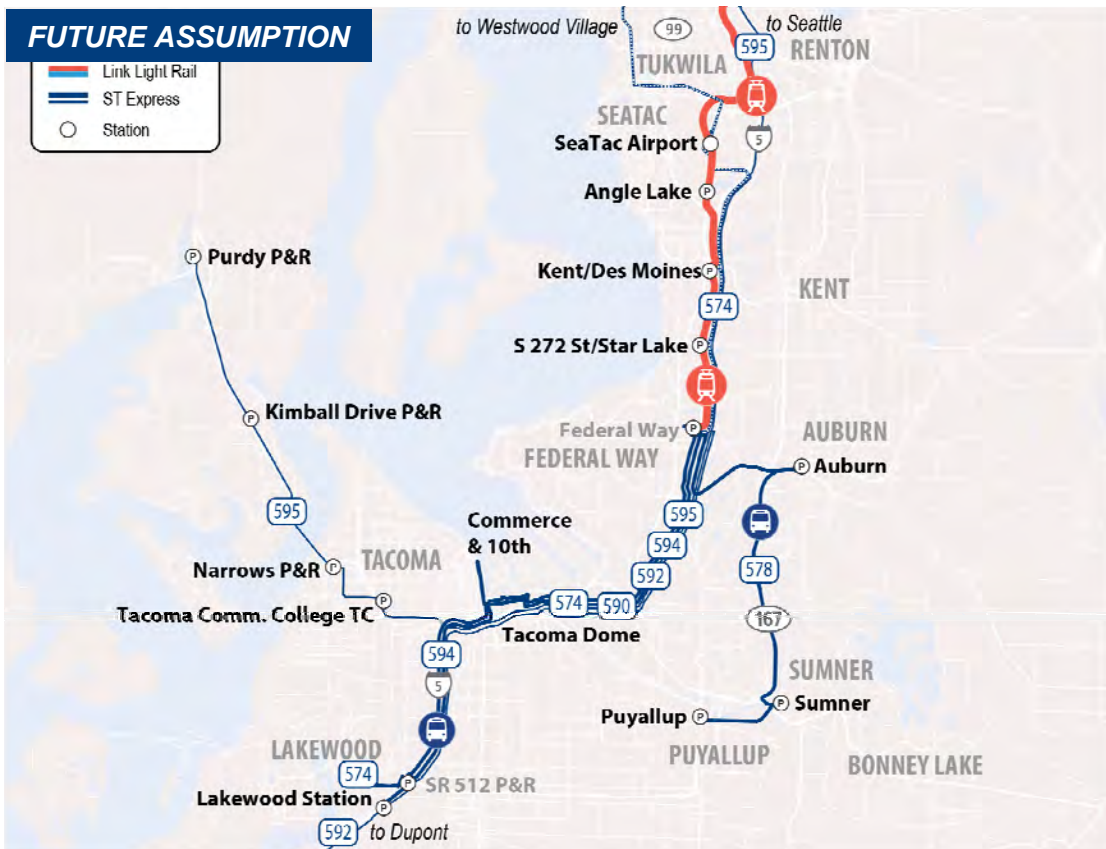 FUTURE ASSUMPTION
Link Light Rail
ST Express
Station
to Westwood Village
99
to Seattle
595
RENTON
TUKWILA
SEATAC
5
SeaTac Airport
Angle Lake
Purdy P&R
Kent/Des Moines
KENT
574
S 272 St/Star Lake
Kimball Drive P&R
Federal Way
AUBURN
FEDERAL WAY
Auburn
595
595
Commerce
& 10th
594
TACOMA
Narrows P&R
592
578
574
590
Tacoma Comm. College TC
167
Tacoma Dome
594
5
SUMNER
Sumner
Puyallup
LAKEWOOD
PUYALLUP
BONNEY LAKE
574
SR 512 P&R
Lakewood Station
592
to Dupont
P
P
P
P
P
P
P
P
P
P
P
P
P
P